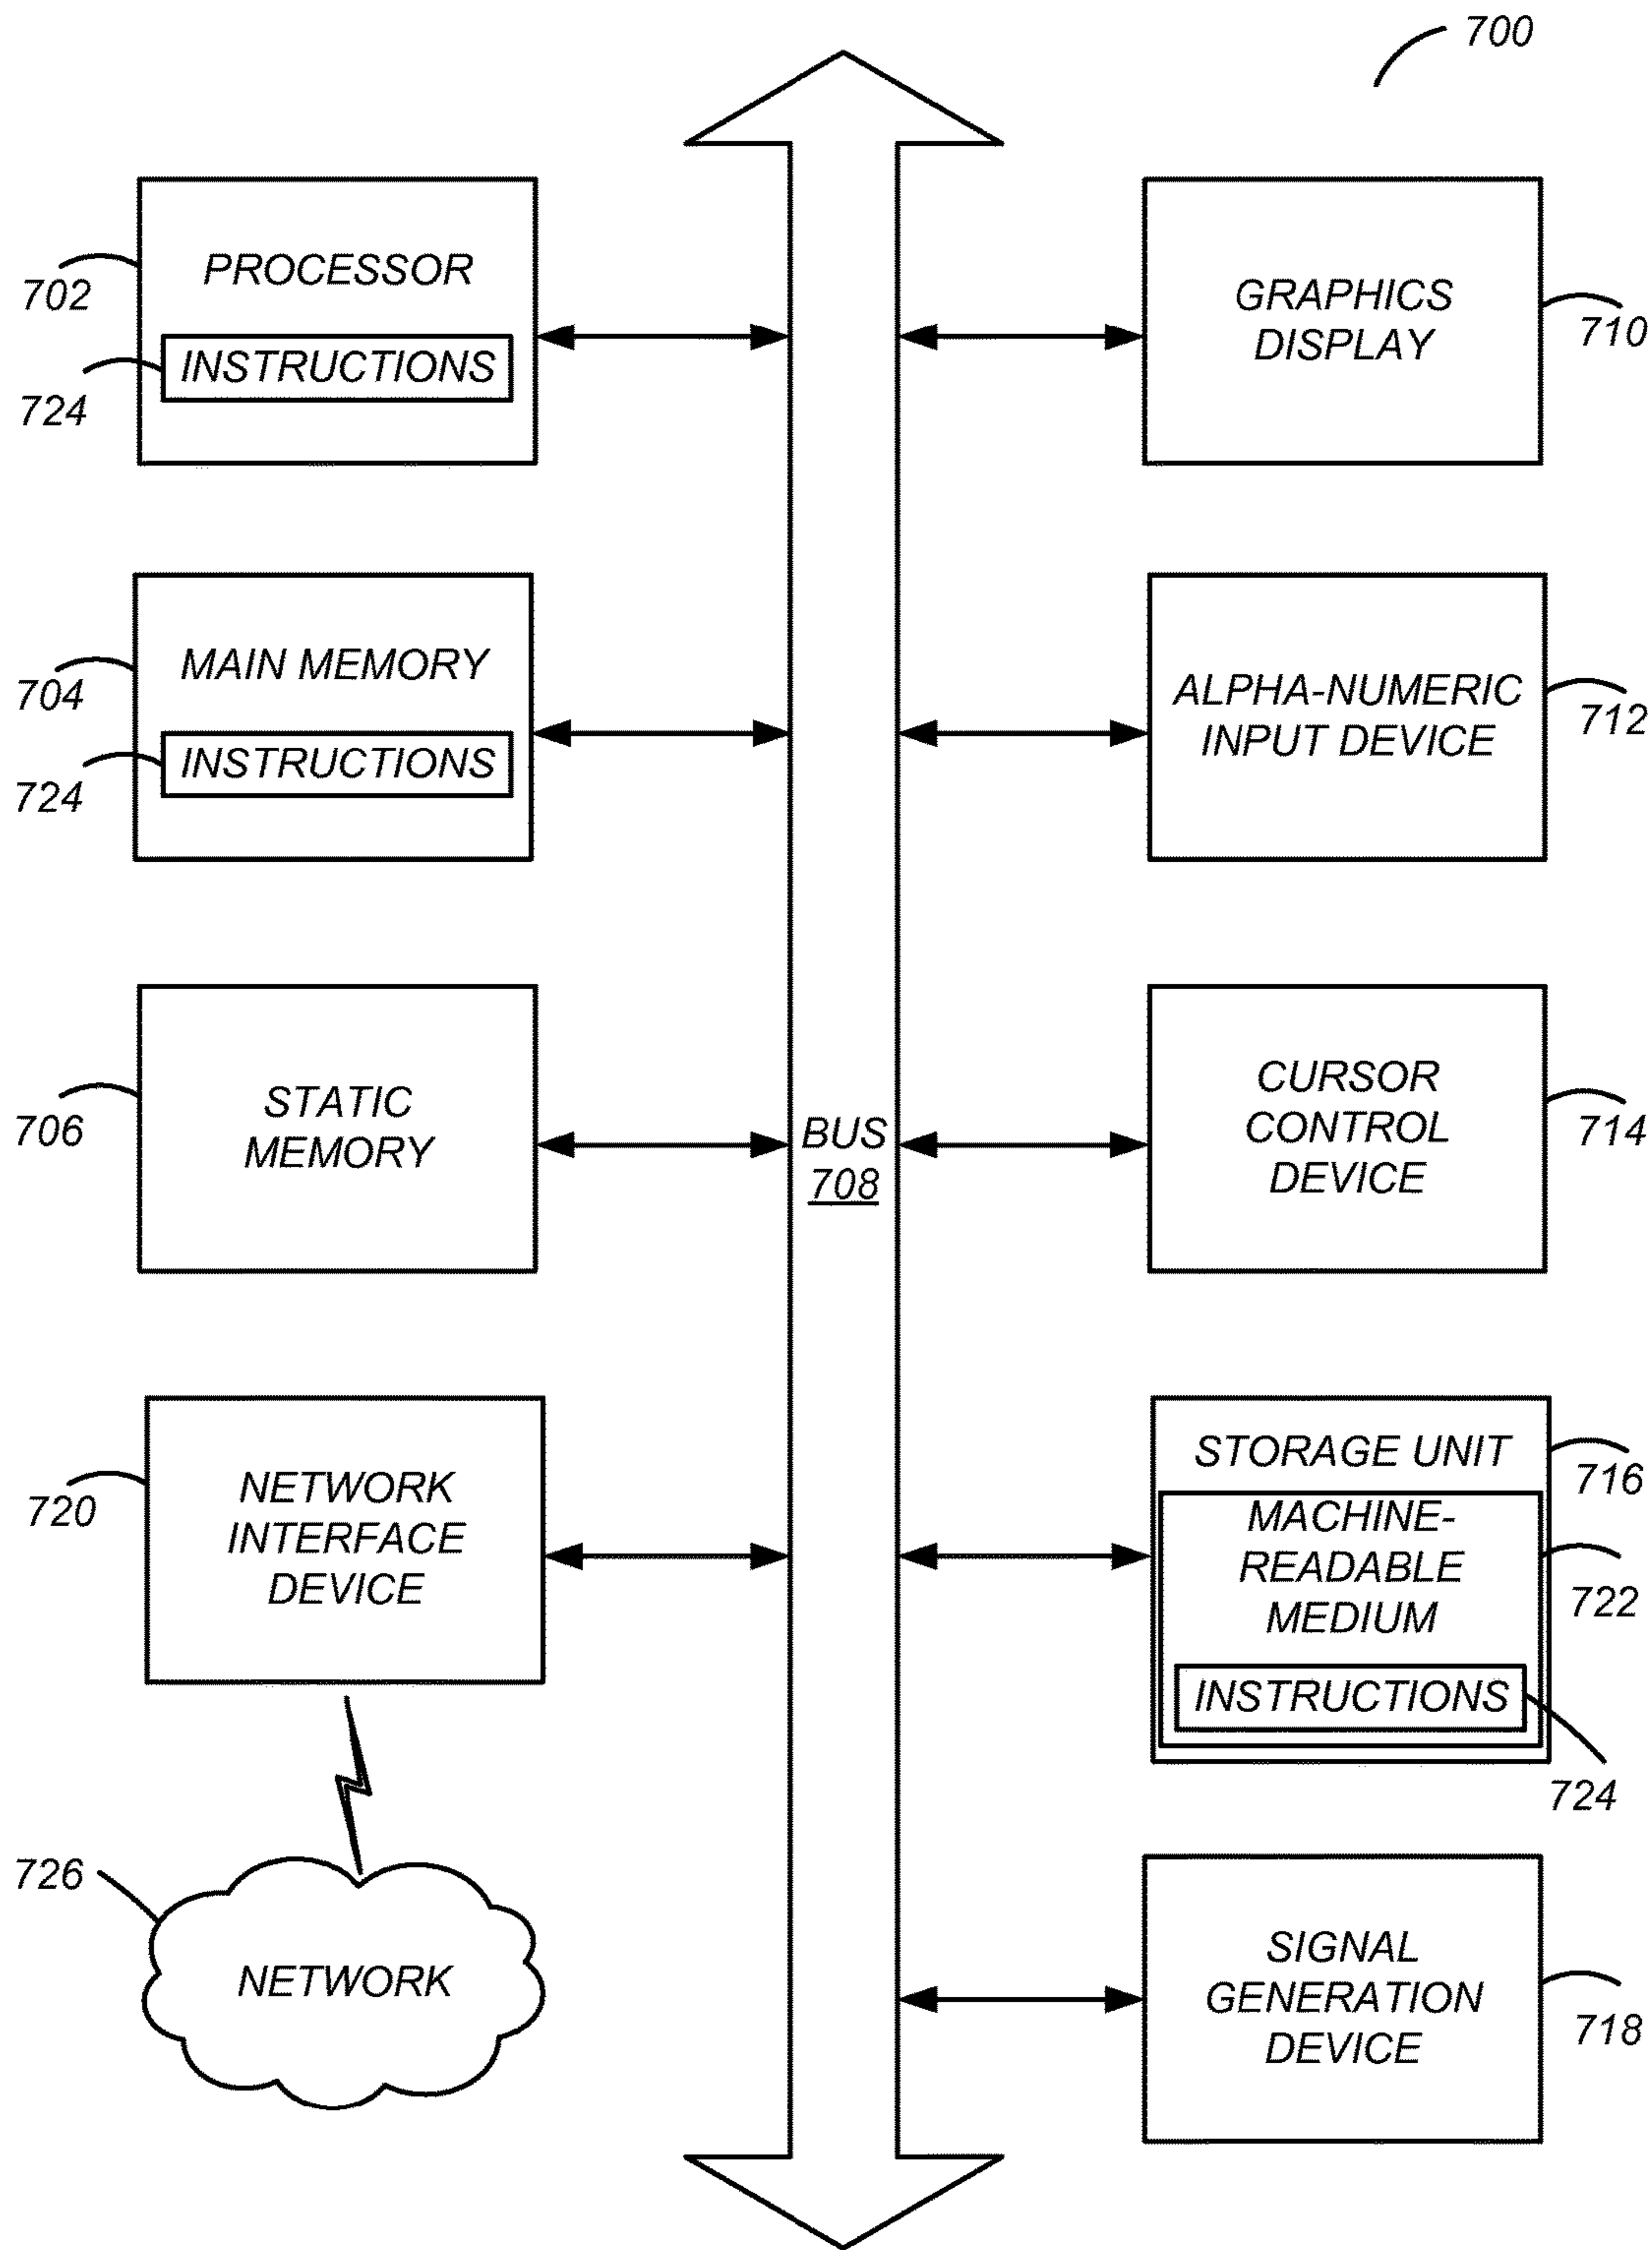 700
PROCESSOR
702
INSTRUCTIONS
724
GRAPHICS
DISPLAY
710
MAIN MEMORY
704
INSTRUCTIONS
724
ALPHA-NUMERIC
INPUT DEVICE
712
STATIC
MEMORY
706
BUS
708
CURSOR
CONTROL
DEVICE
714
NETWORK
INTERFACE
DEVICE
720
STORAGE UNIT
716
MACHINE-
READABLE
MEDIUM
722
INSTRUCTIONS
724
726
NETWORK
SIGNAL
GENERATION
DEVICE
718